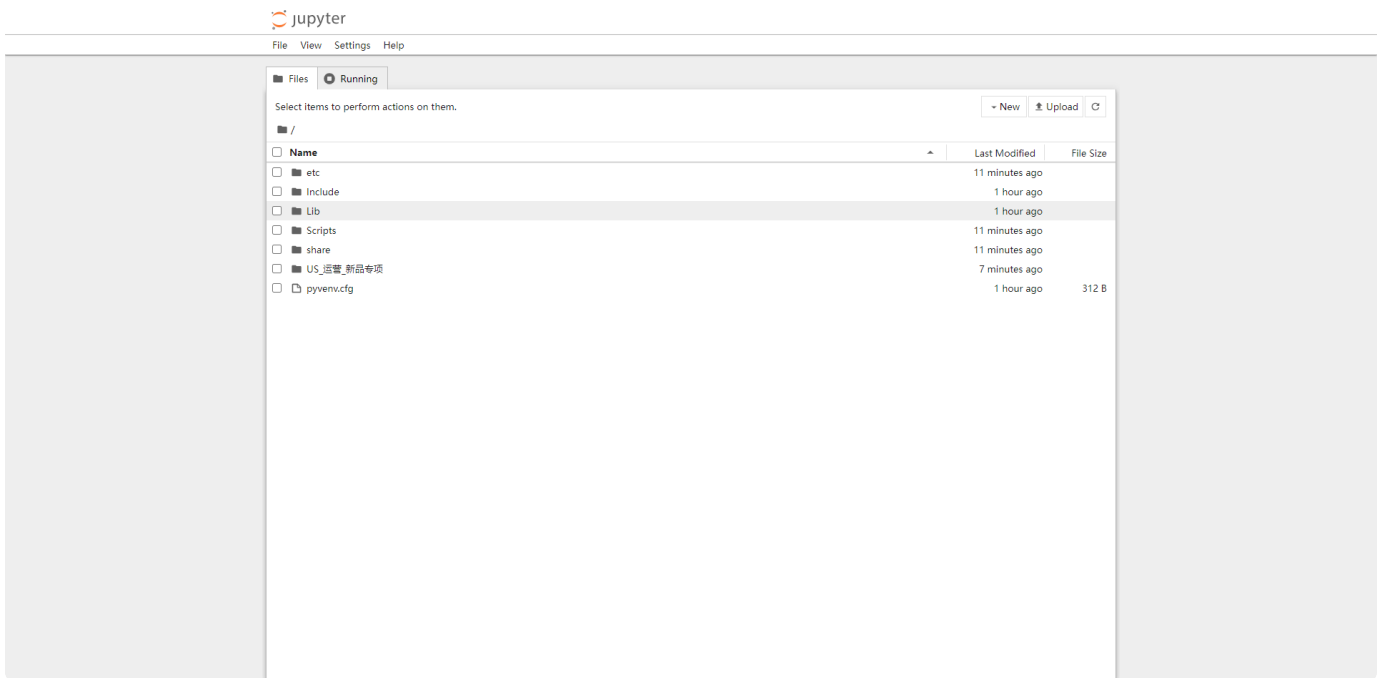 jupyter
File View Settings Help
Files Running
Select items to perform actions on them. New Upload
/
Name Last Modified File Size
etc 11 minutes ago
Include 1 hour ago
Lib 1 hour ago
Scripts 11 minutes ago
share 11 minutes ago
US_运营_新品专项 7 minutes ago
pyvenv.cfg 1 hour ago 312 B